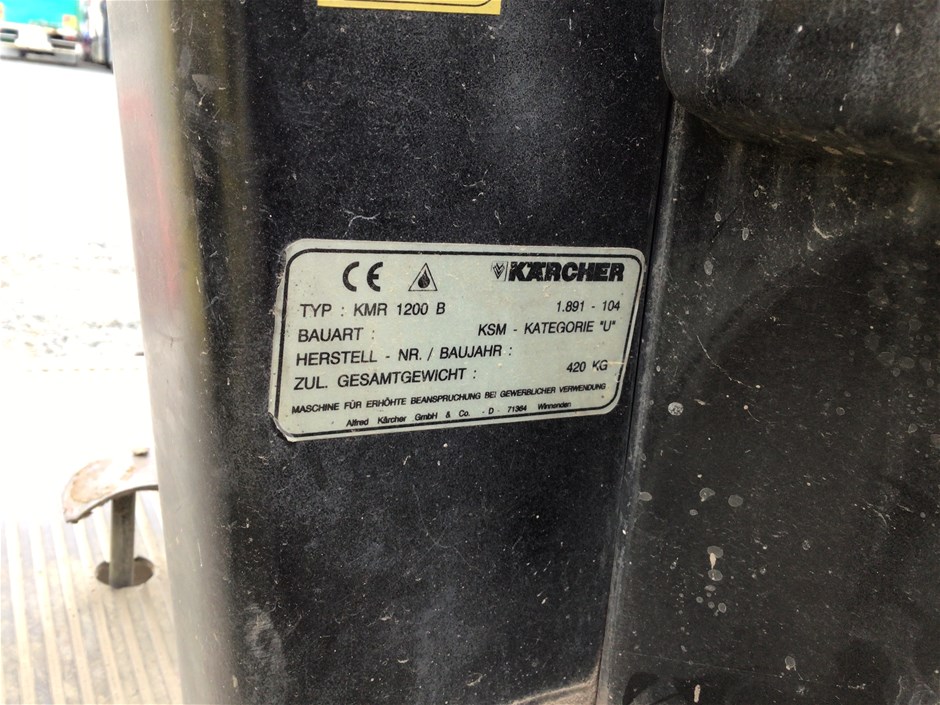 CE KÄRCHER
TYP : KMR 1200 B 1.891 - 104
BAUART : KSM - KATEGORIE "U"
HERSTELL - NR. / BAUJAHR :
ZUL. GESAMTGEWICHT : 420 KG
MASCHINE FÜR ERHÖHTE BEANSPRUCHUNG BEI GEWERBLICHER VERWENDUNG
Alfred Kärcher GmbH & Co. · D · 71364 Winnenden